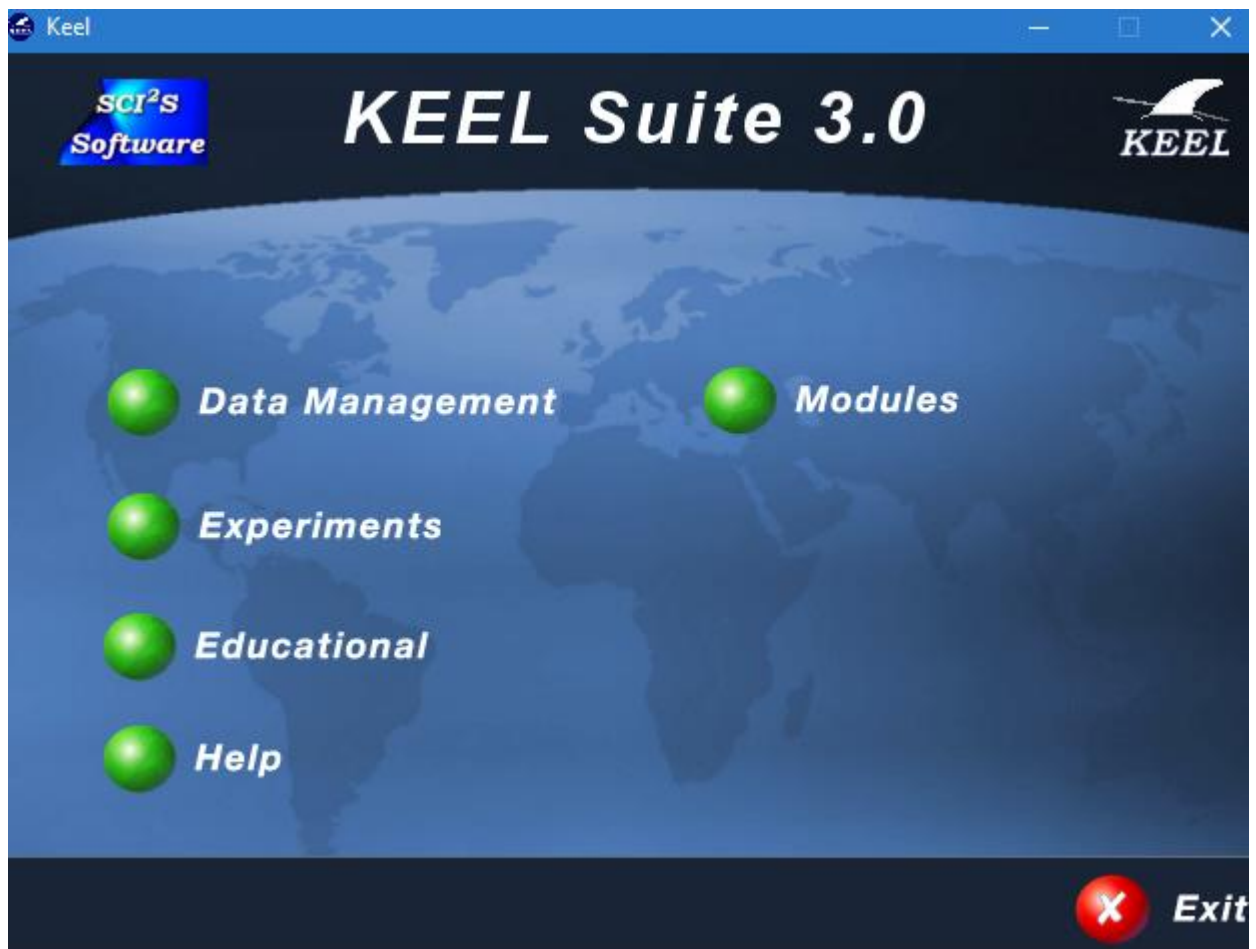 Keel
SCI²S
Software
KEEL Suite 3.0
KEEL
Data Management
Modules
Experiments
Educational
Help
Exit